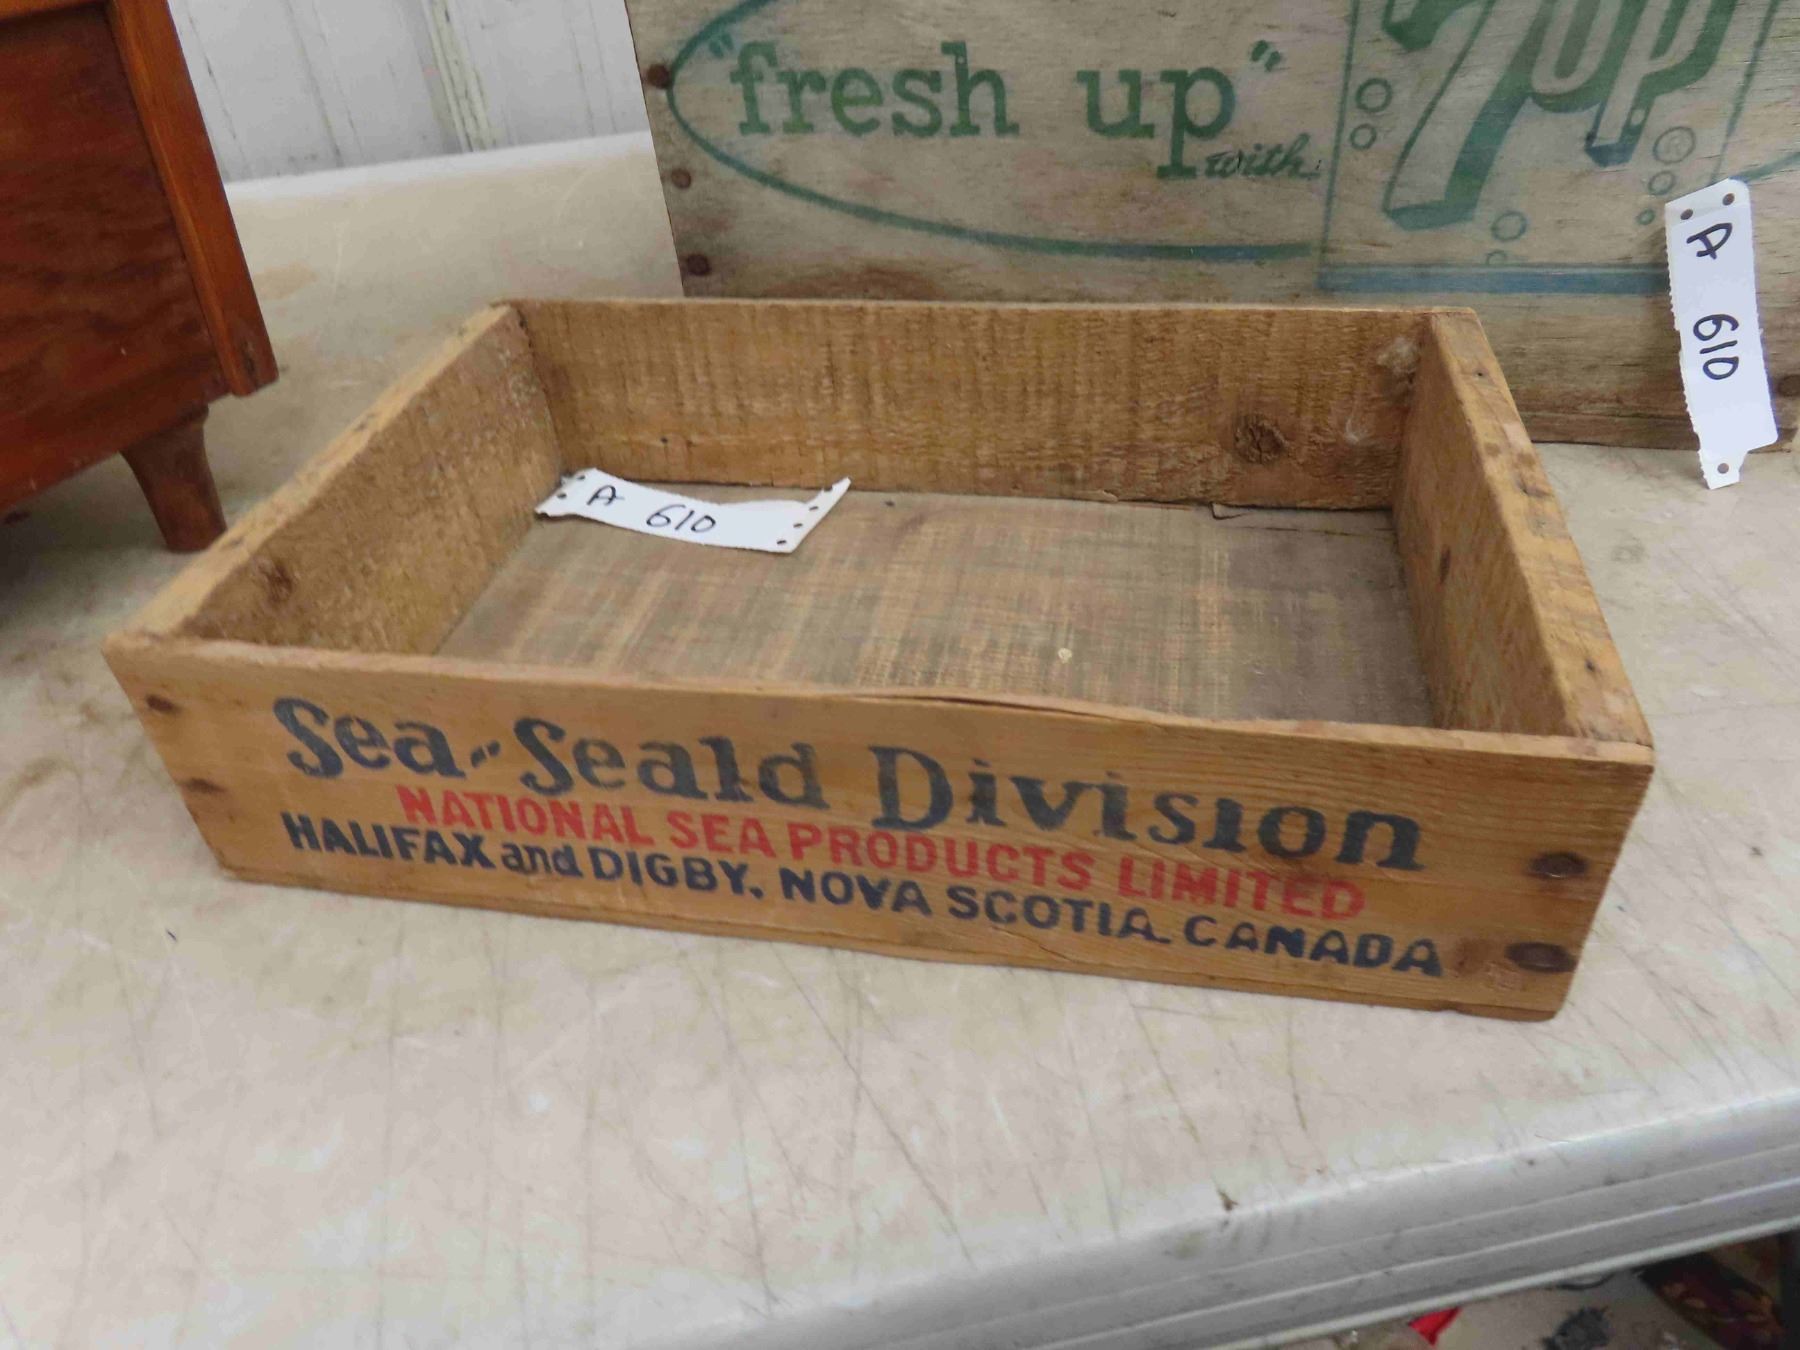 "fresh up"
with
7up
A 610
A
610
Sea-Seald Division
NATIONAL SEA PRODUCTS LIMITED
HALIFAX and DIGBY, NOVA SCOTIA CANADA